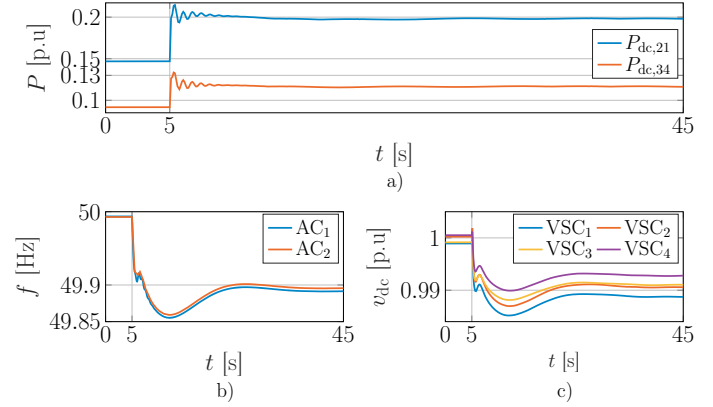 0.2
0.15
0.13
0.1
P [p.u]
P_dc,21
P_dc,34
0 5 45
t [s]
a)
50
49.9
49.85
f [Hz]
AC_1
AC_2
0 5 45
t [s]
b)
1
0.99
v_dc [p.u]
VSC_1 VSC_2
VSC_3 VSC_4
0 5 45
t [s]
c)